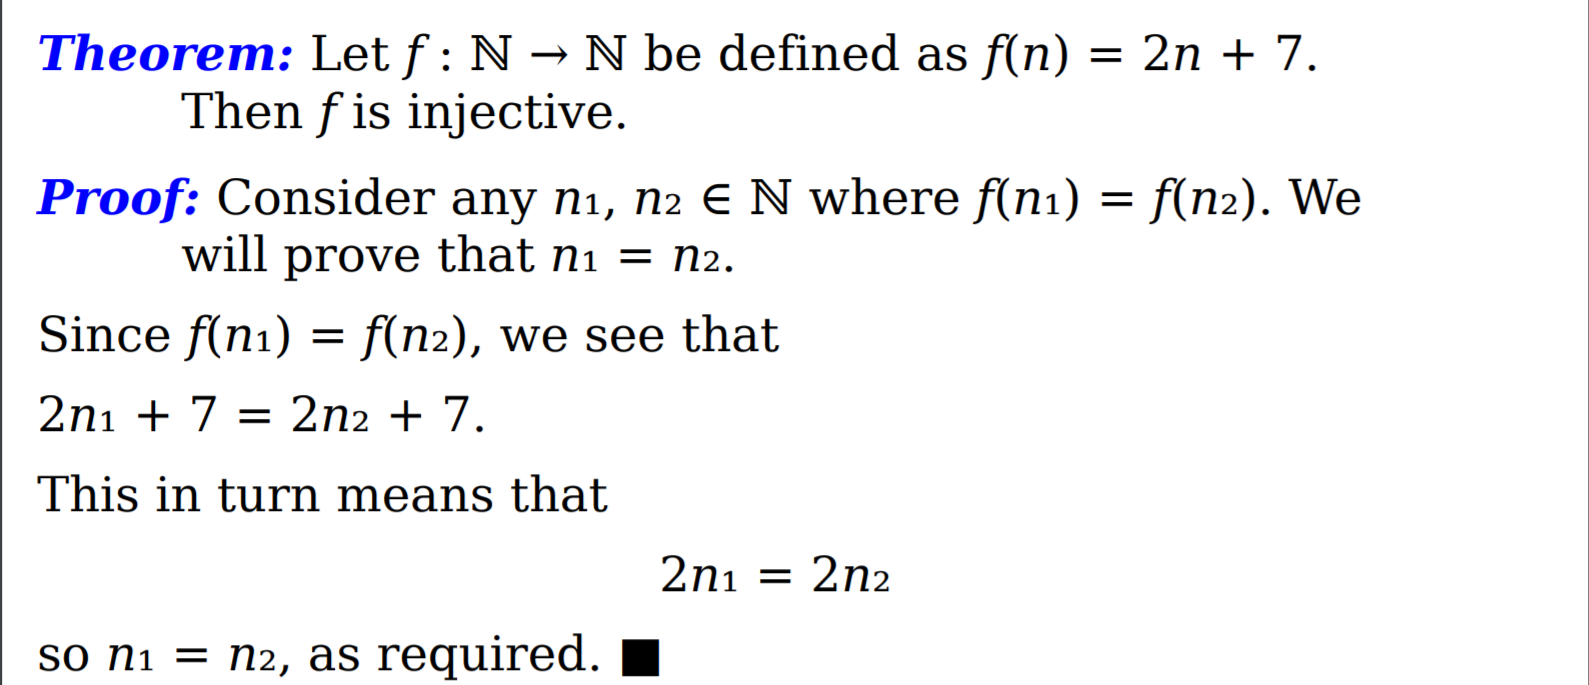 Theorem: Let f : ℕ → ℕ be defined as f(n) = 2n + 7.
Then f is injective.
Proof: Consider any n₁, n₂ ∈ ℕ where f(n₁) = f(n₂). We
will prove that n₁ = n₂.
Since f(n₁) = f(n₂), we see that
2n₁ + 7 = 2n₂ + 7.
This in turn means that
2n₁ = 2n₂
so n₁ = n₂, as required. ■